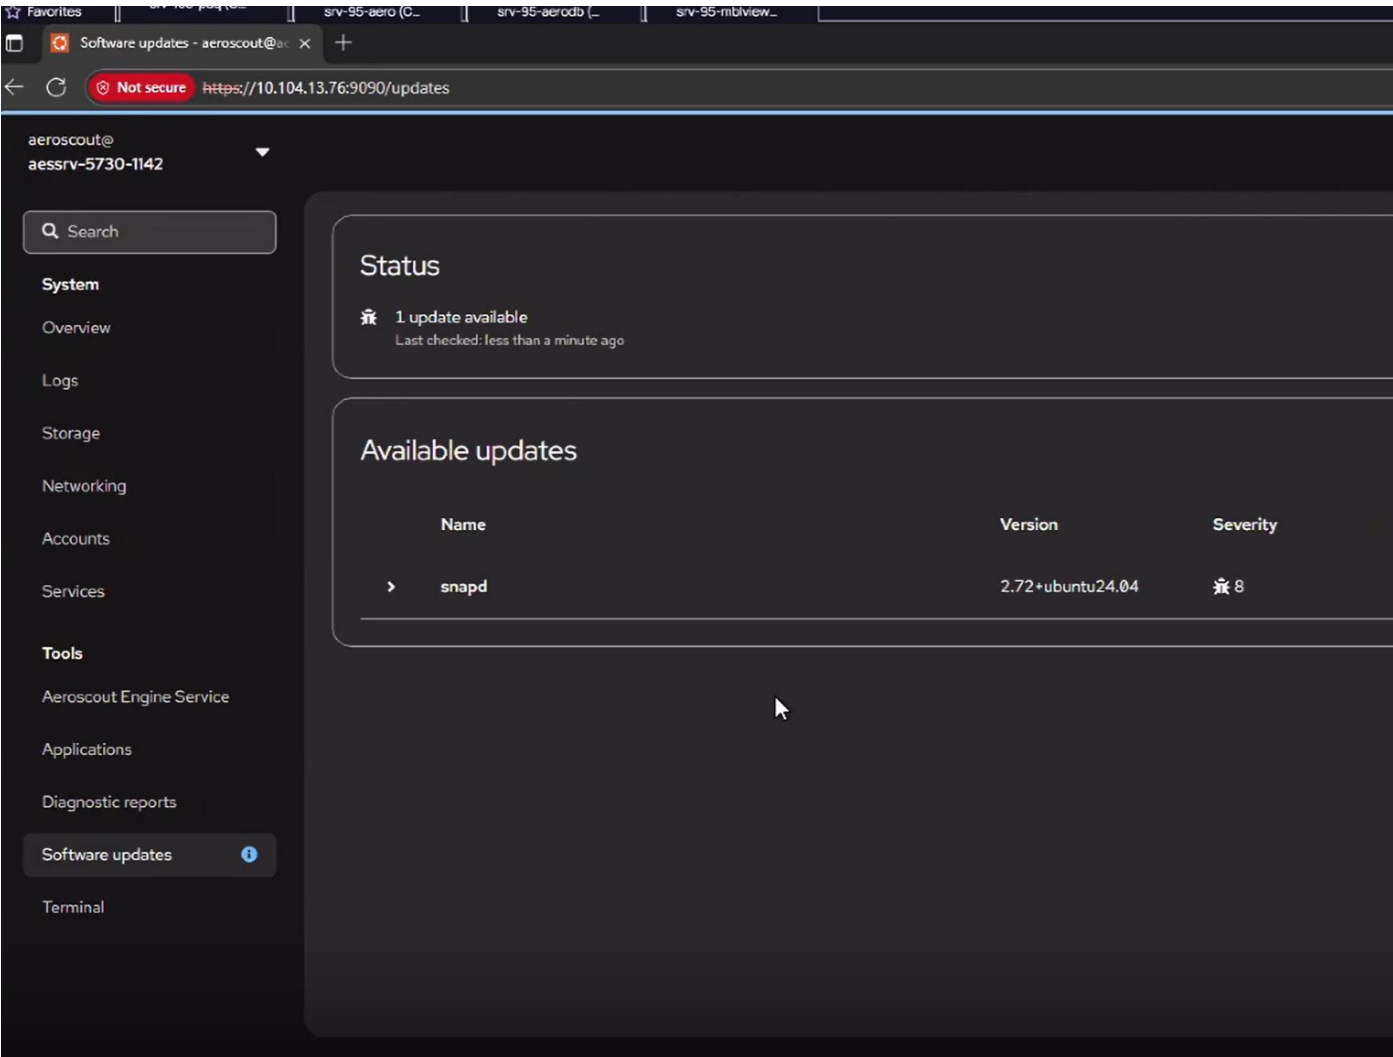 Favorites
srv-95-aero (C...
srv-95-aerodb (...
srv-95-mblview...
Software updates - aeroscout@ae
Not secure https://10.104.13.76:9090/updates
aeroscout@
aessrv-5730-1142
Search
System
Overview
Logs
Storage
Networking
Accounts
Services
Tools
Aeroscout Engine Service
Applications
Diagnostic reports
Software updates
Terminal
Status
1 update available
Last checked: less than a minute ago
Available updates
Name Version Severity
snapd 2.72+ubuntu24.04 8